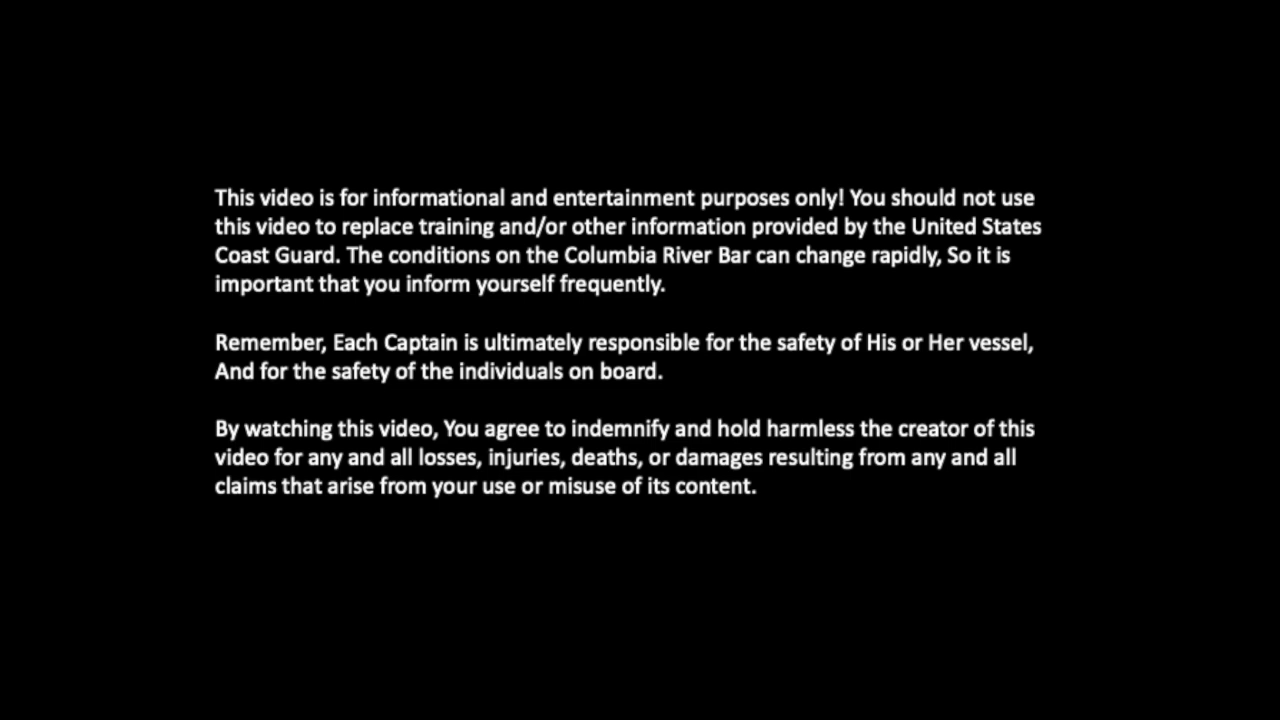 This video is for informational and entertainment purposes only! You should not use
this video to replace training and/or other information provided by the United States
Coast Guard. The conditions on the Columbia River Bar can change rapidly, So it is
important that you inform yourself frequently.
Remember, Each Captain is ultimately responsible for the safety of His or Her vessel,
And for the safety of the individuals on board.
By watching this video, You agree to indemnify and hold harmless the creator of this
video for any and all losses, injuries, deaths, or damages resulting from any and all
claims that arise from your use or misuse of its content.